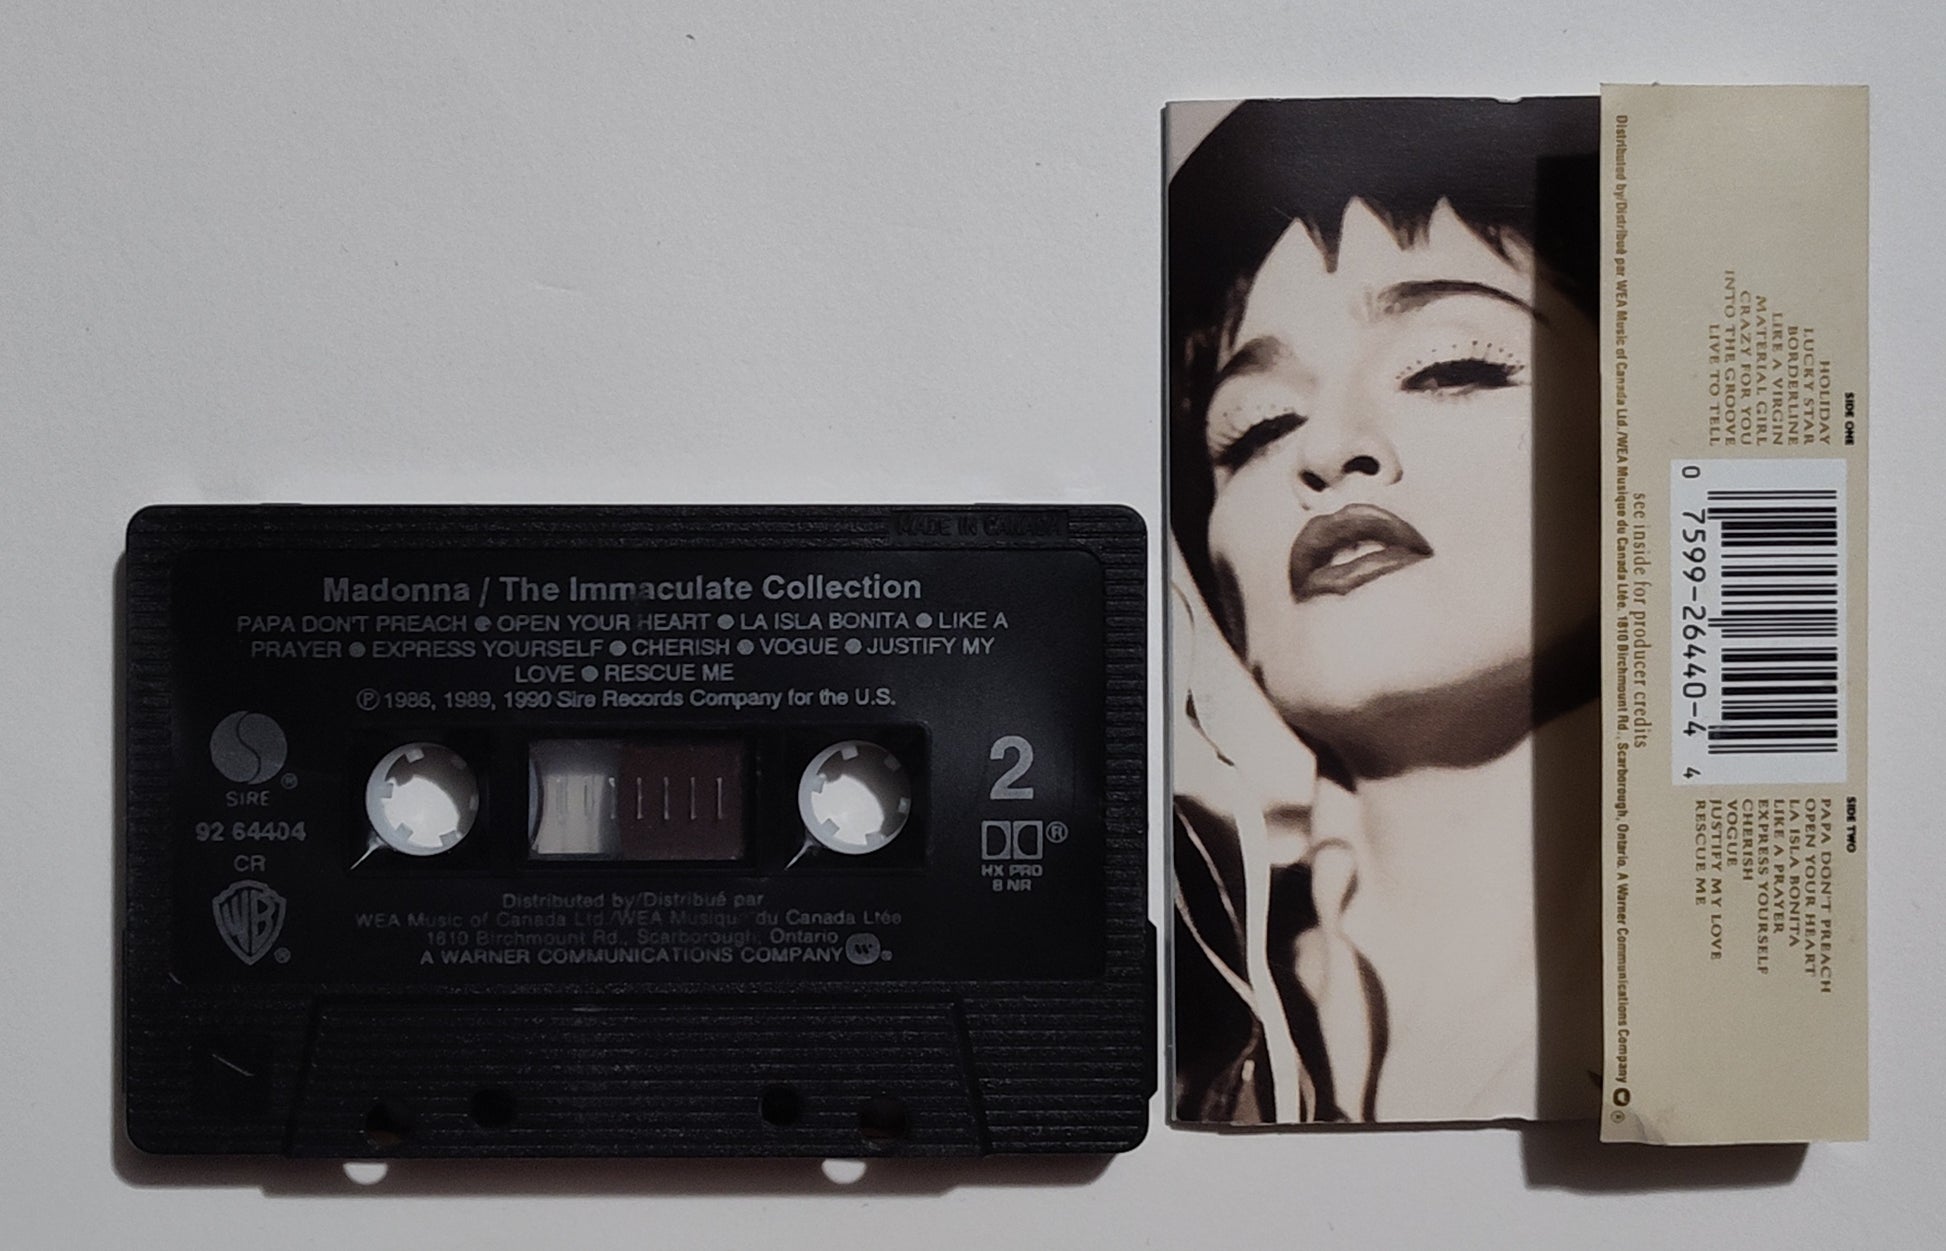 MADE IN CANADA
Madonna / The Immaculate Collection
PAPA DON'T PREACH ● OPEN YOUR HEART ● LA ISLA BONITA ● LIKE A
PRAYER ● EXPRESS YOURSELF ● CHERISH ● VOGUE ● JUSTIFY MY
LOVE ● RESCUE ME
Ⓟ 1986, 1989, 1990 Sire Records Company for the U.S.
SIRE ®
92 64404
CR
WB ®
2
®
HX PRO
B NR
Distributed by/Distribué par
WEA Music of Canada Ltd./WEA Musique du Canada Ltée
1810 Birchmount Rd., Scarborough, Ontario
A WARNER COMMUNICATIONS COMPANY ®
SIDE ONE
HOLIDAY
LUCKY STAR
BORDERLINE
LIKE A VIRGIN
MATERIAL GIRL
CRAZY FOR YOU
INTO THE GROOVE
LIVE TO TELL
0 7599-26440-4 4
SIDE TWO
PAPA DON'T PREACH
OPEN YOUR HEART
LA ISLA BONITA
LIKE A PRAYER
EXPRESS YOURSELF
CHERISH
VOGUE
JUSTIFY MY LOVE
RESCUE ME
see inside for producer credits
Distributed by/Distribué par WEA Music of Canada Ltd./WEA Musique du Canada Ltée. 1810 Birchmount Rd., Scarborough, Ontario. A Warner Communications Company ®